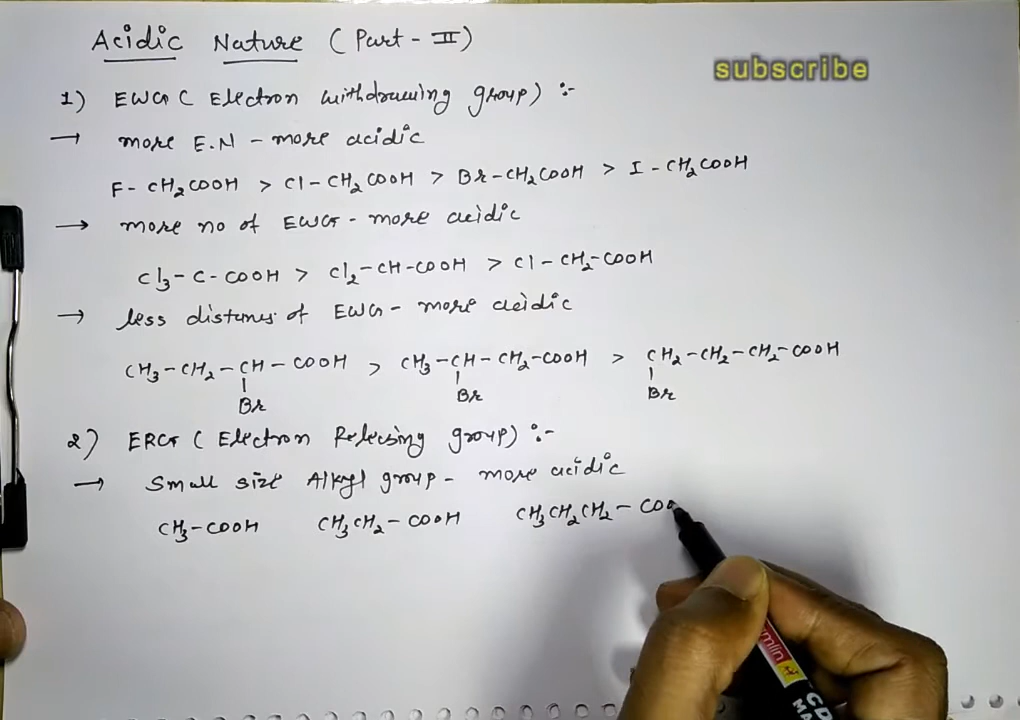 Acidic Nature (Part - II)
subscribe
1) EWG ( Electron withdrawing group) :-
→ more E.N - more acidic
F - CH₂COOH > Cl - CH₂COOH > Br - CH₂COOH > I - CH₂COOH
→ more no of EWG - more acidic
Cl₃ - C - COOH > Cl₂ - CH - COOH > Cl - CH₂ - COOH
→ less distance of EWG - more acidic
CH₃ - CH₂ - CH - COOH > CH₃ - CH - CH₂ - COOH > CH₂ - CH₂ - CH₂ - COOH
Br Br Br
2) ERG ( Electron Releasing group) :-
→ Small size Alkyl group - more acidic
CH₃ - COOH CH₃CH₂ - COOH CH₃CH₂CH₂ - COO